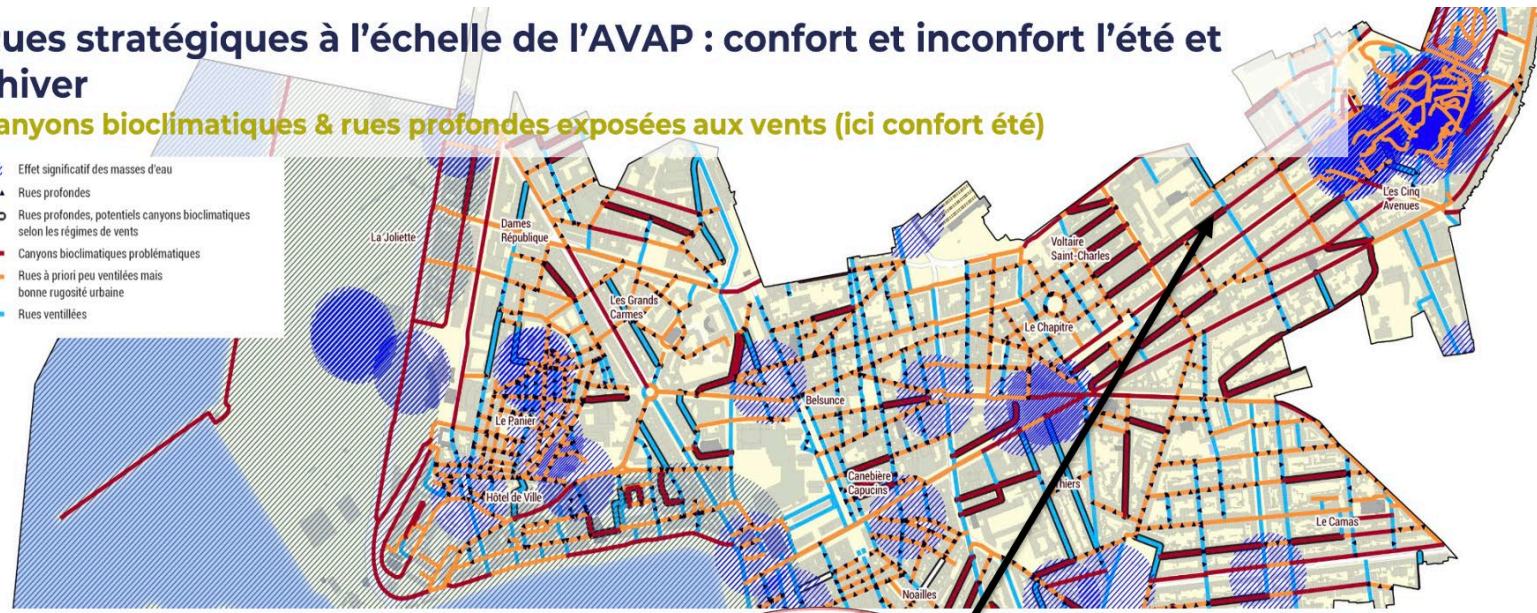 ues stratégiques à l'échelle de l'AVAP : confort et inconfort l'été et
hiver
anyons bioclimatiques & rues profondes exposées aux vents (ici confort été)
Effet significatif des masses d'eau
Rues profondes
Rues profondes, potentiels canyons bioclimatiques
selon les régimes de vents
Canyons bioclimatiques problématiques
Rues à priori peu ventilées mais
bonne rugosité urbaine
Rues ventillées
Les Cinq
Avenues
La Joliette
Dames
République
Voltaire
Saint-Charles
Les Grands
Carmes
Le Chapitre
Belsunce
Le Panier
Canebière
Capucins
Hôtel de Ville
hiers
Le Camas
Noailles